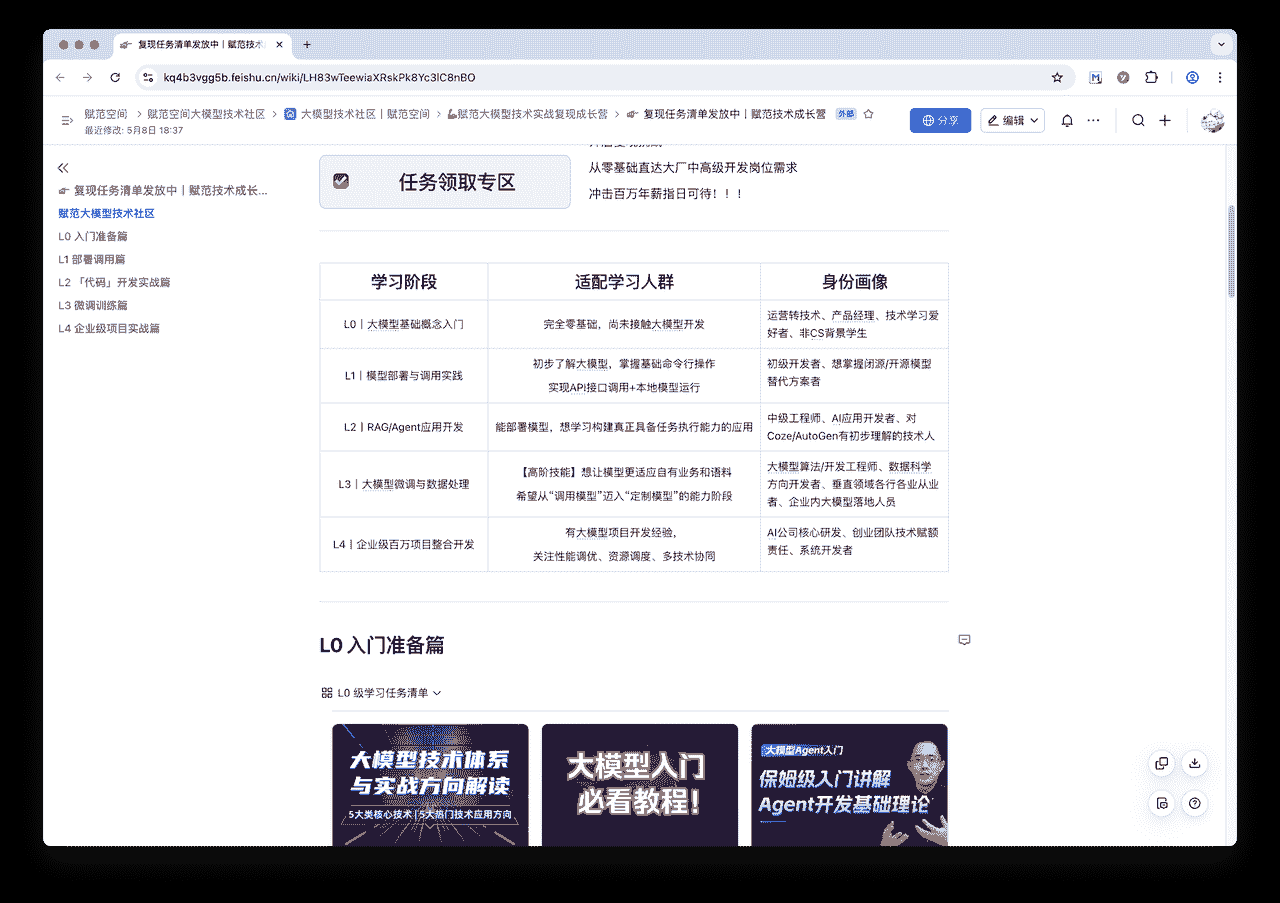 复现任务清单发放中｜赋范技术
kq4b3vgg5b.feishu.cn/wiki/LH83wTeewiaXRskPk8Yc3lC8nBO
赋范空间 > 赋范空间大模型技术社区 > 大模型技术社区｜赋范空间 > 赋范大模型技术实战复现成长营 > 复现任务清单发放中｜赋范技术成长营 外部
最近修改: 5月8日 18:37
分享
编辑
复现任务清单发放中｜赋范技术成长...
赋范大模型技术社区
L0 入门准备篇
L1 部署调用篇
L2 「代码」开发实战篇
L3 微调训练篇
L4 企业级项目实战篇
任务领取专区
从零基础直达大厂中高级开发岗位需求
冲击百万年薪指日可待！！！
学习阶段 适配学习人群 身份画像
L0｜大模型基础概念入门
完全零基础，尚未接触大模型开发
运营转技术、产品经理、技术学习爱
好者、非CS背景学生
L1｜模型部署与调用实践
初步了解大模型，掌握基础命令行操作
实现API接口调用+本地模型运行
初级开发者、想掌握闭源/开源模型
替代方案者
L2｜RAG/Agent应用开发
能部署模型，想学习构建真正具备任务执行能力的应用
中级工程师、AI应用开发者、对
Coze/AutoGen有初步理解的技术人
L3｜大模型微调与数据处理
【高阶技能】想让模型更适应自有业务和语料
希望从“调用模型”迈入“定制模型”的能力阶段
大模型算法/开发工程师、数据科学
方向开发者、垂直领域各行各业从业
者、企业内大模型落地人员
L4｜企业级百万项目整合开发
有大模型项目开发经验，
关注性能调优、资源调度、多技术协同
AI公司核心研发、创业团队技术赋额
责任、系统开发者
L0 入门准备篇
L0 级学习任务清单
大模型技术体系
与实战方向解读
5大类核心技术｜5大热门技术应用方向
大模型入门
必看教程！
大模型Agent入门
保姆级入门讲解
Agent开发基础理论